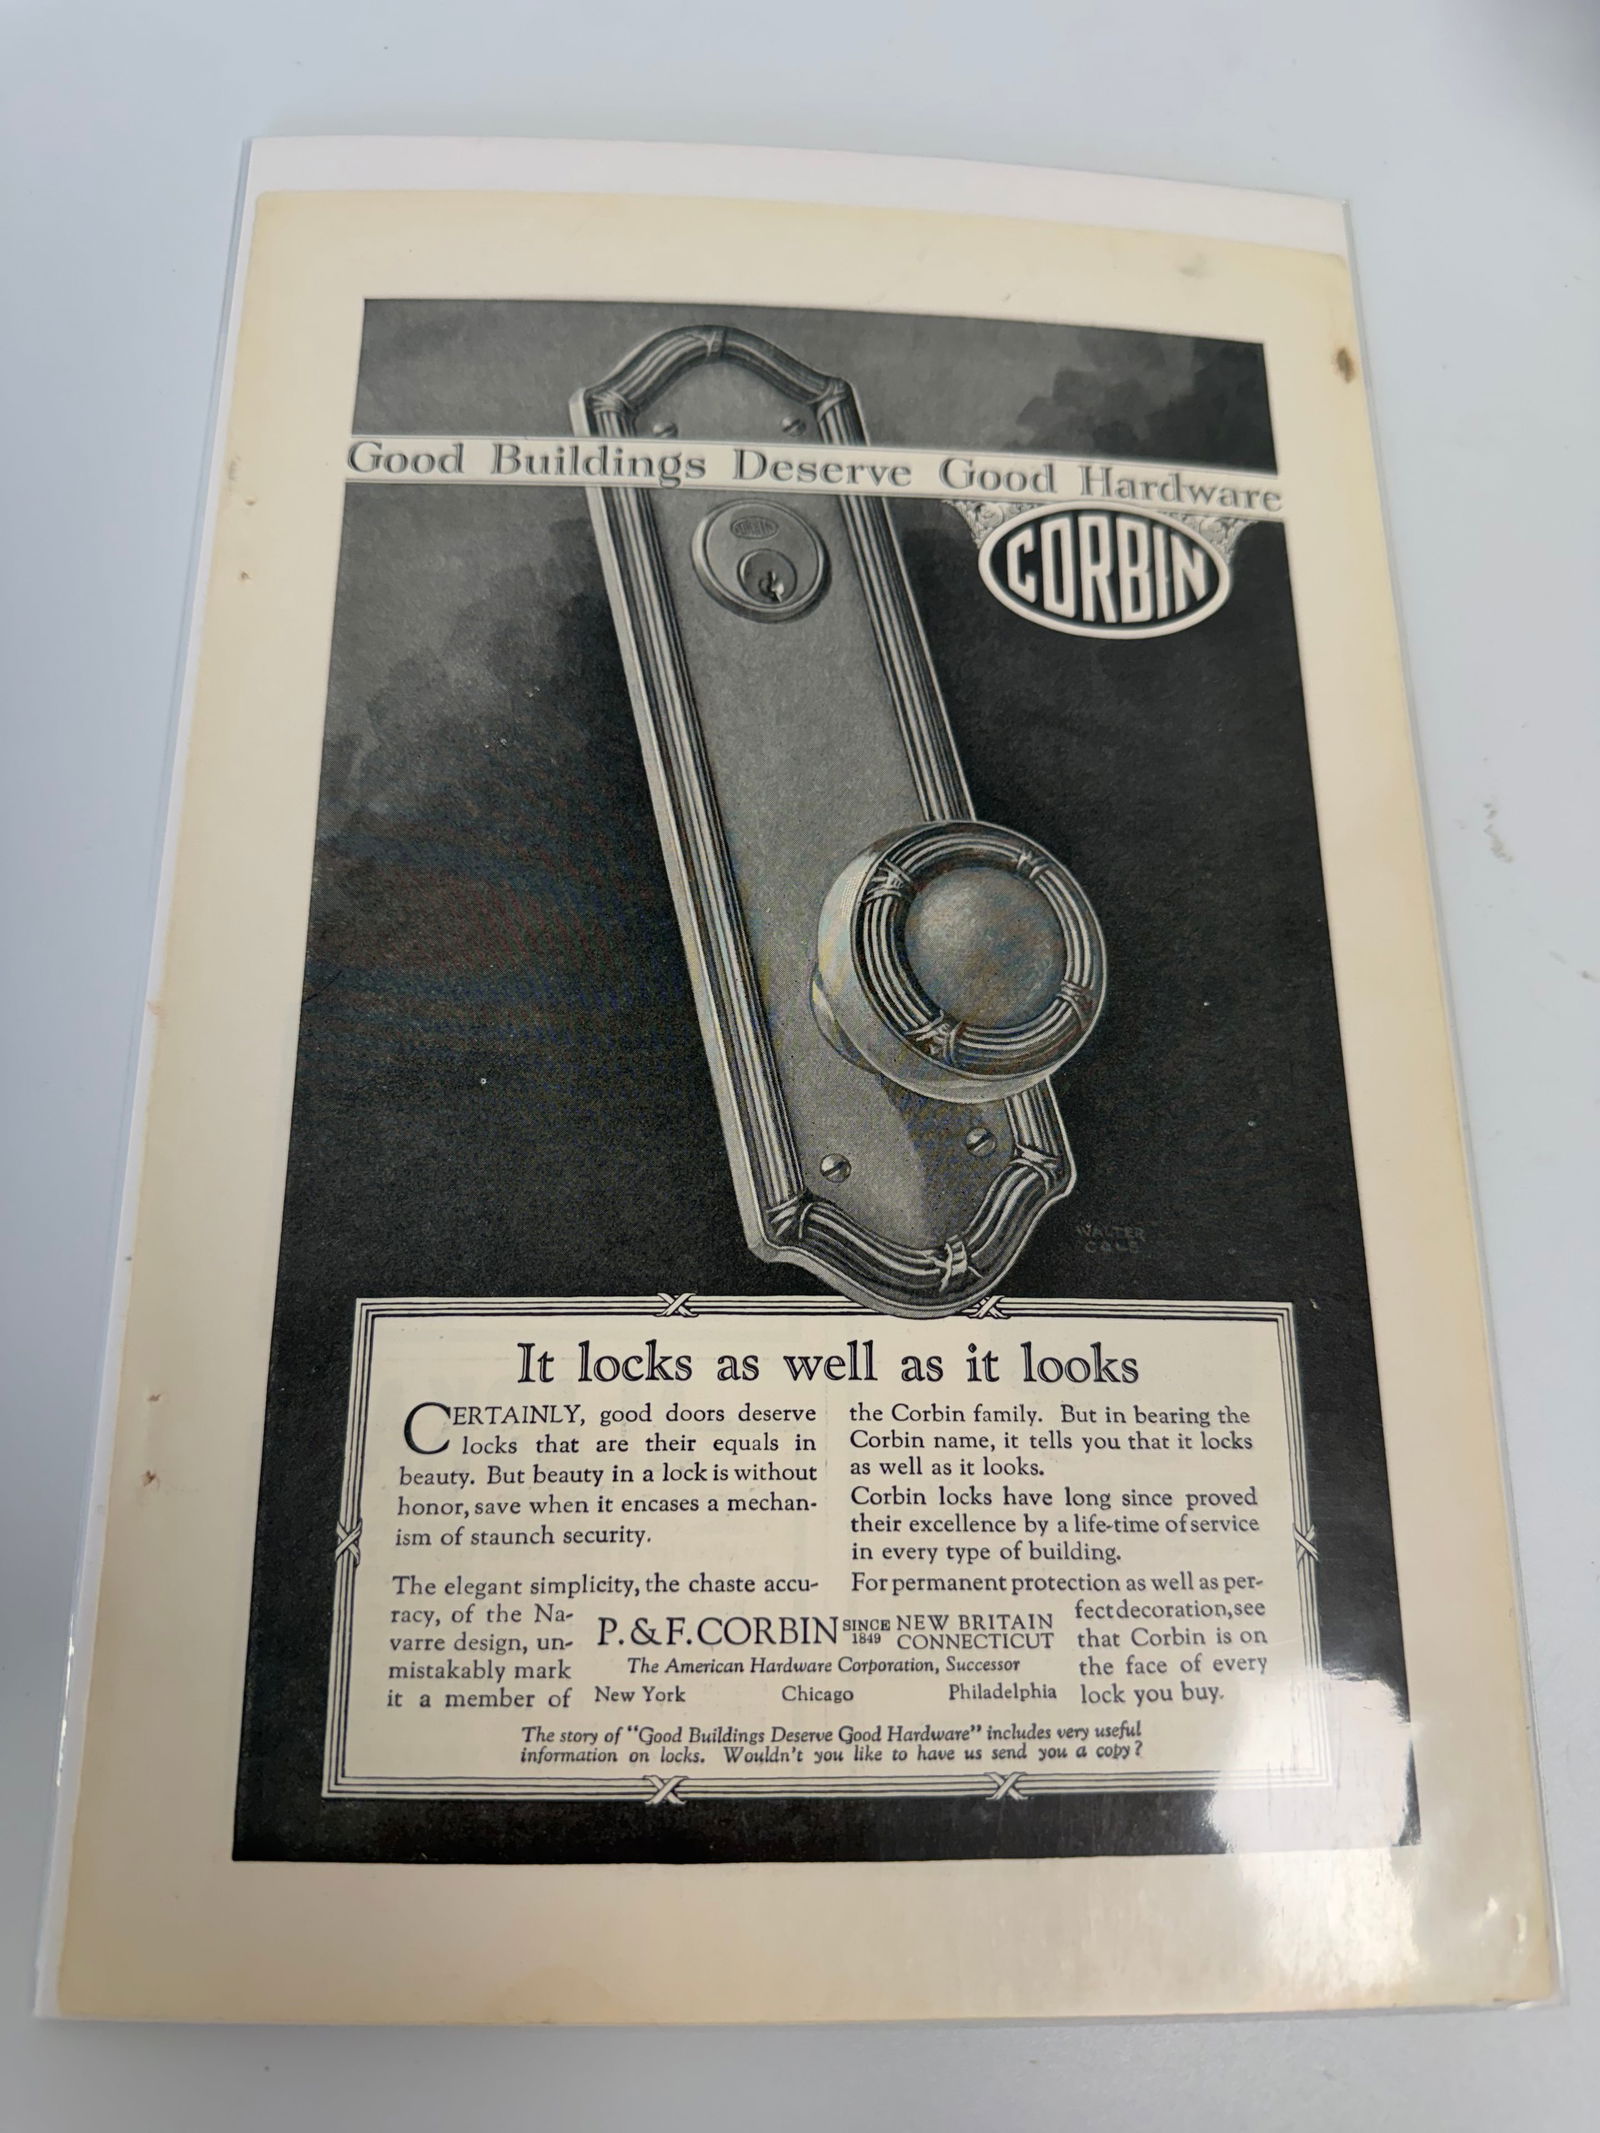 Good Buildings Deserve Good Hardware
CORBIN
CORBIN
WALTER
COLE
It locks as well as it looks
CERTAINLY, good doors deserve
locks that are their equals in
beauty. But beauty in a lock is without
honor, save when it encases a mechan-
ism of staunch security.
The elegant simplicity, the chaste accu-
racy, of the Na-
varre design, un-
mistakably mark
it a member of
the Corbin family. But in bearing the
Corbin name, it tells you that it locks
as well as it looks.
Corbin locks have long since proved
their excellence by a life-time of service
in every type of building.
For permanent protection as well as per-
fect decoration, see
that Corbin is on
the face of every
lock you buy.
P. & F. CORBIN SINCE 1849 NEW BRITAIN CONNECTICUT
The American Hardware Corporation, Successor
New York Chicago Philadelphia
The story of "Good Buildings Deserve Good Hardware" includes very useful
information on locks. Wouldn't you like to have us send you a copy?